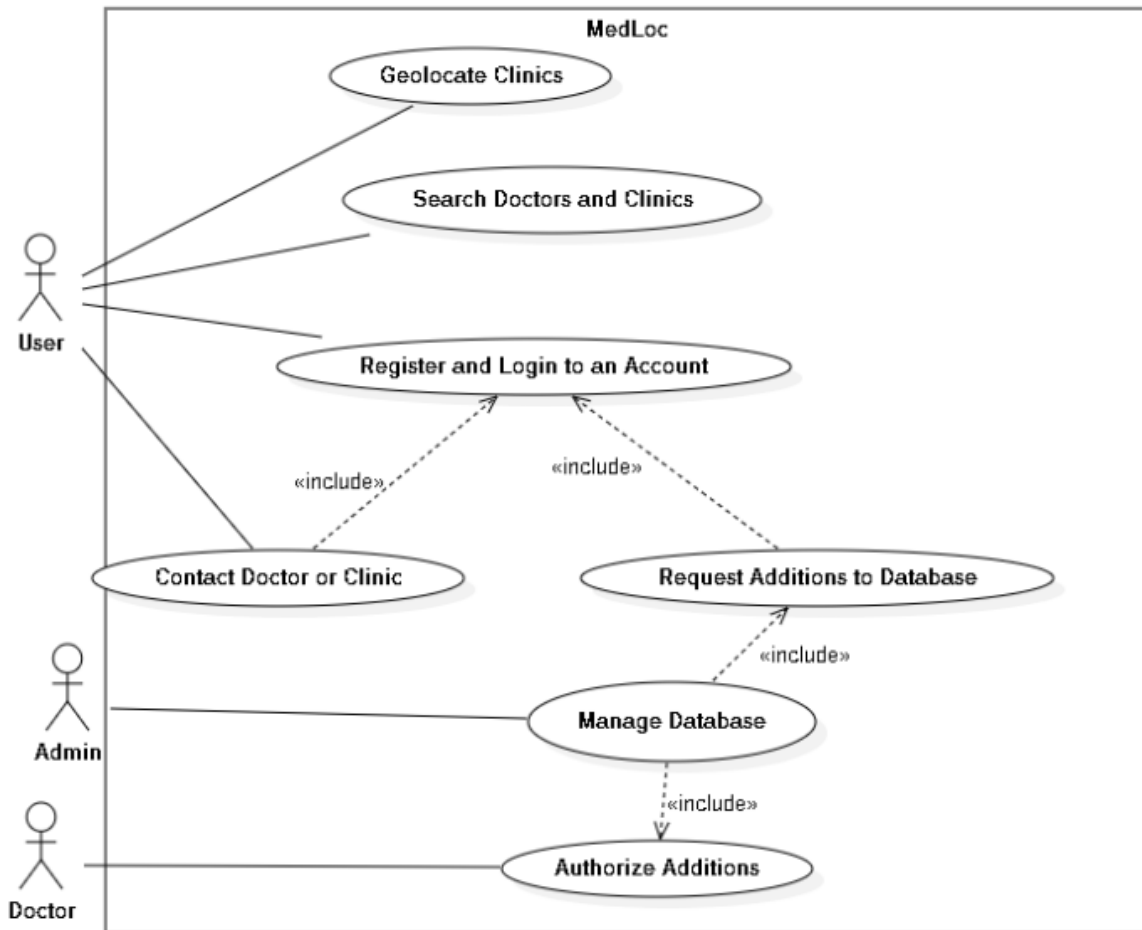 MedLoc
Geolocate Clinics
Search Doctors and Clinics
User
Register and Login to an Account
«include»
«include»
Contact Doctor or Clinic
Request Additions to Database
«include»
Manage Database
Admin
«include»
Authorize Additions
Doctor